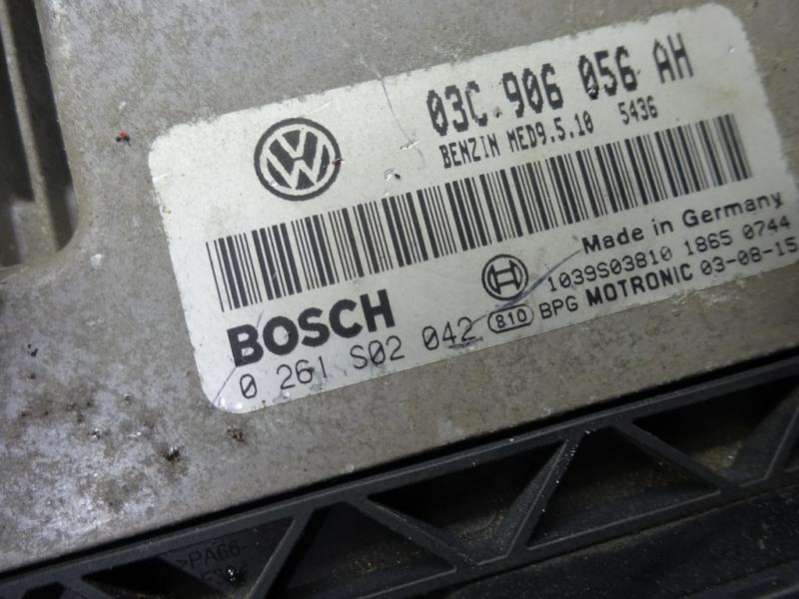 03C 906 056 AH
BENZIN MED9.5.10 5436
Made in Germany
1039S03810 1865 0744
BOSCH
810 BPG MOTRONIC 03-08-15
0 261 S02 042
>PA66-